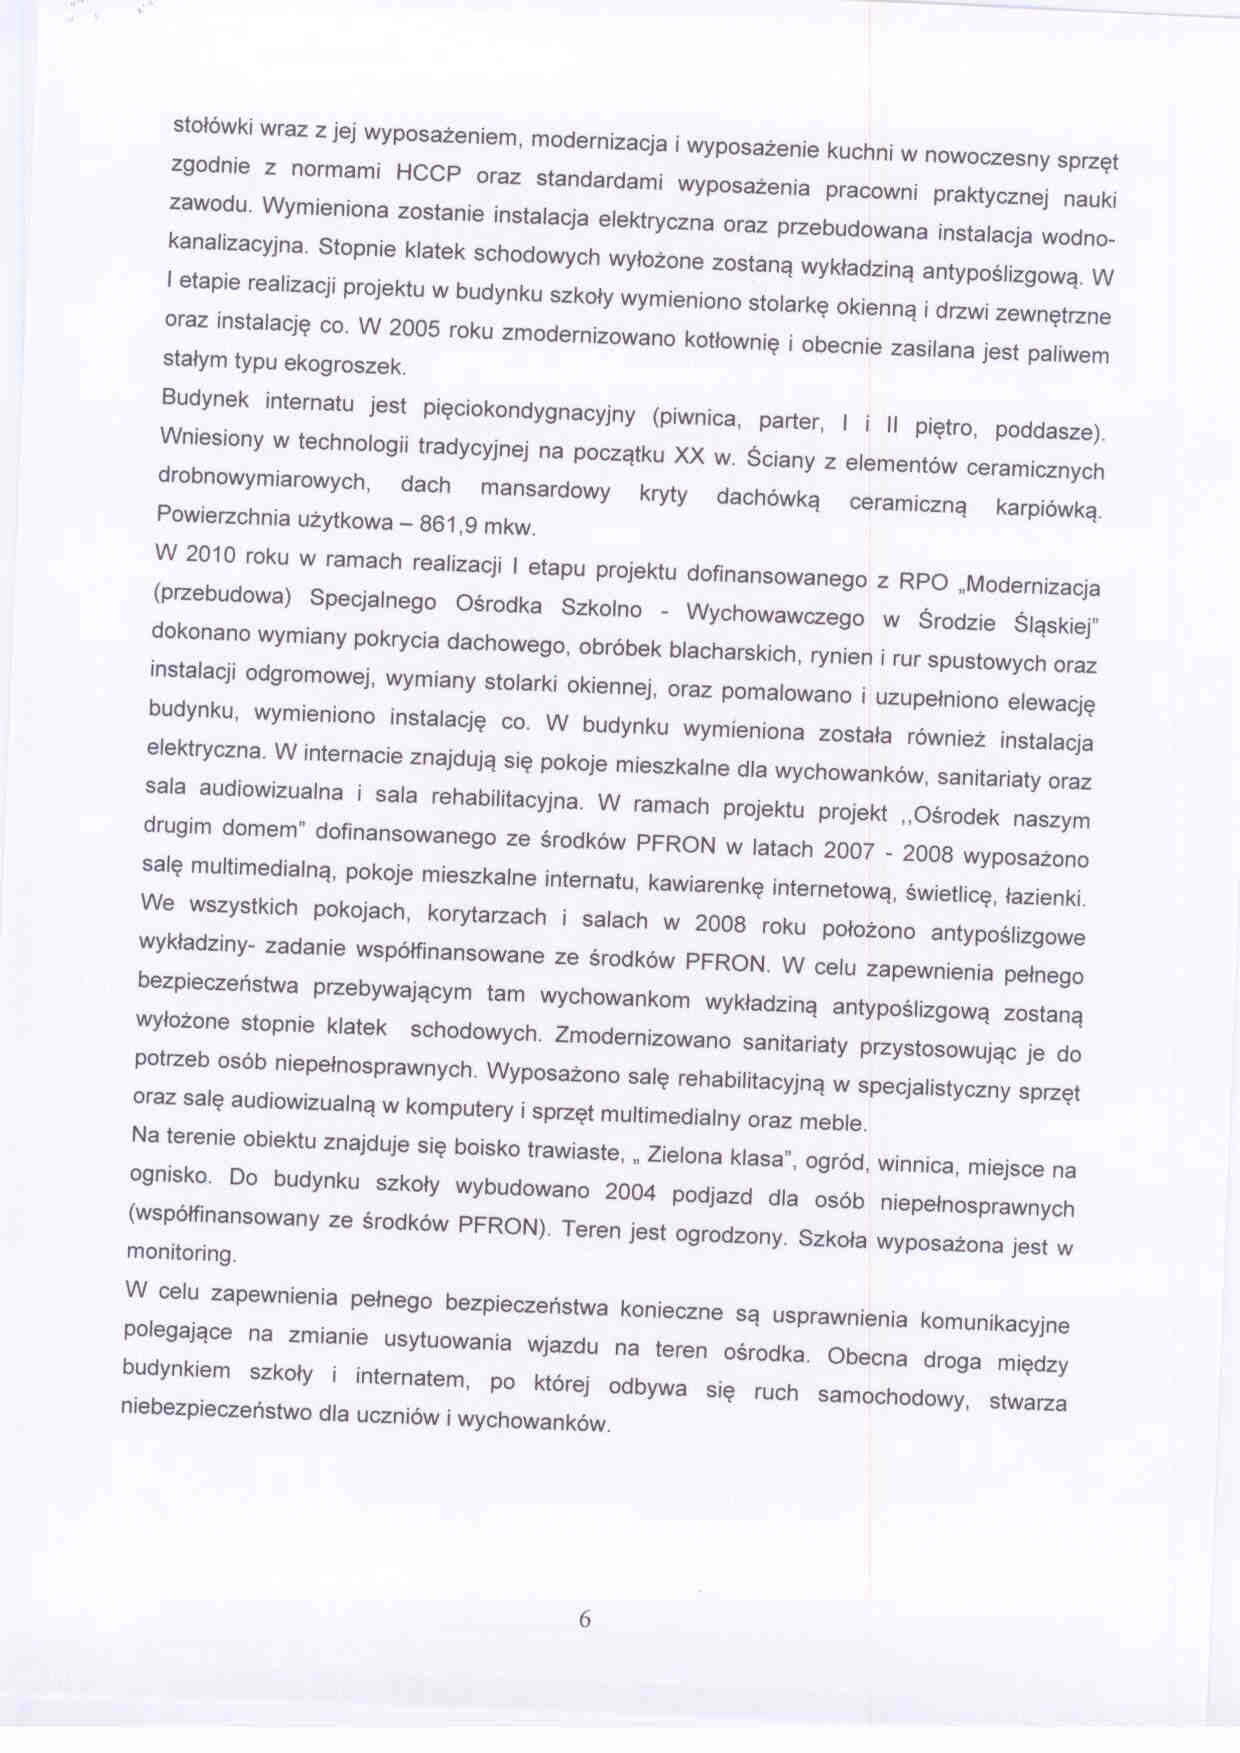 stołówki wraz z jej wyposażeniem, modernizacja i wyposażenie kuchni w nowoczesny sprzęt
zgodnie z normami HCCP oraz standardami wyposażenia pracowni praktycznej nauki
zawodu. Wymieniona zostanie instalacja elektryczna oraz przebudowana instalacja wodno-
kanalizacyjna. Stopnie klatek schodowych wyłożone zostaną wykładziną antypoślizgową. W
I etapie realizacji projektu w budynku szkoły wymieniono stolarkę okienną i drzwi zewnętrzne
oraz instalację co. W 2005 roku zmodernizowano kotłownię i obecnie zasilana jest paliwem
stałym typu ekogroszek.
Budynek internatu jest pięciokondygnacyjny (piwnica, parter, I i II piętro, poddasze).
Wniesiony w technologii tradycyjnej na początku XX w. Ściany z elementów ceramicznych
drobnowymiarowych, dach mansardowy kryty dachówką ceramiczną karpiówką.
Powierzchnia użytkowa – 861,9 mkw.
W 2010 roku w ramach realizacji I etapu projektu dofinansowanego z RPO „Modernizacja
(przebudowa) Specjalnego Ośrodka Szkolno - Wychowawczego w Środzie Śląskiej”
dokonano wymiany pokrycia dachowego, obróbek blacharskich, rynien i rur spustowych oraz
instalacji odgromowej, wymiany stolarki okiennej, oraz pomalowano i uzupełniono elewację
budynku, wymieniono instalację co. W budynku wymieniona została również instalacja
elektryczna. W internacie znajdują się pokoje mieszkalne dla wychowanków, sanitariaty oraz
sala audiowizualna i sala rehabilitacyjna. W ramach projektu projekt ,,Ośrodek naszym
drugim domem” dofinansowanego ze środków PFRON w latach 2007 - 2008 wyposażono
salę multimedialną, pokoje mieszkalne internatu, kawiarenkę internetową, świetlicę, łazienki.
We wszystkich pokojach, korytarzach i salach w 2008 roku położono antypoślizgowe
wykładziny- zadanie współfinansowane ze środków PFRON. W celu zapewnienia pełnego
bezpieczeństwa przebywającym tam wychowankom wykładziną antypoślizgową zostaną
wyłożone stopnie klatek schodowych. Zmodernizowano sanitariaty przystosowując je do
potrzeb osób niepełnosprawnych. Wyposażono salę rehabilitacyjną w specjalistyczny sprzęt
oraz salę audiowizualną w komputery i sprzęt multimedialny oraz meble.
Na terenie obiektu znajduje się boisko trawiaste, „ Zielona klasa”, ogród, winnica, miejsce na
ognisko. Do budynku szkoły wybudowano 2004 podjazd dla osób niepełnosprawnych
(współfinansowany ze środków PFRON). Teren jest ogrodzony. Szkoła wyposażona jest w
monitoring.
W celu zapewnienia pełnego bezpieczeństwa konieczne są usprawnienia komunikacyjne
polegające na zmianie usytuowania wjazdu na teren ośrodka. Obecna droga między
budynkiem szkoły i internatem, po której odbywa się ruch samochodowy, stwarza
niebezpieczeństwo dla uczniów i wychowanków.
6